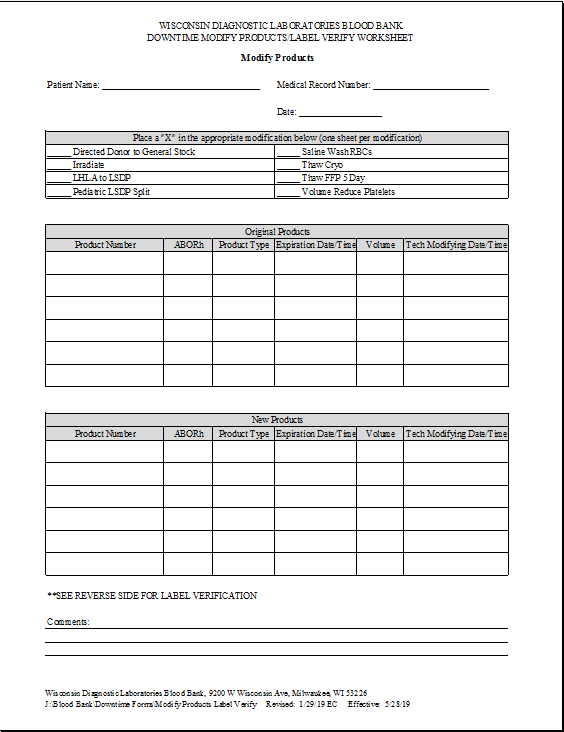 WISCONSIN DIAGNOSTIC LABORATORIES BLOOD BANK
DOWNTIME MODIFY PRODUCTS/LABEL VERIFY WORKSHEET
Modify Products
Patient Name: ________________ Medical Record Number: ________________
Date: ________________
Place a "X" in the appropriate modification below (one sheet per modification)
_____ Directed Donor to General Stock _____ Saline Wash RBCs
_____ Irradiate _____ Thaw Cryo
_____ LHLA to LSDP _____ Thaw FFP 5 Day
_____ Pediatric LSDP Split _____ Volume Reduce Platelets
Original Products
Product Number ABORh Product Type Expiration Date/Time Volume Tech Modifying Date/Time
New Products
Product Number ABORh Product Type Expiration Date/Time Volume Tech Modifying Date/Time
**SEE REVERSE SIDE FOR LABEL VERIFICATION
Comments:
Wisconsin Diagnostic Laboratories Blood Bank, 9200 W Wisconsin Ave, Milwaukee, WI 53226
J:\Blood Bank\Downtime Forms\Modify Products Label Verify Revised: 1/29/19 EC Effective: 5/28/19